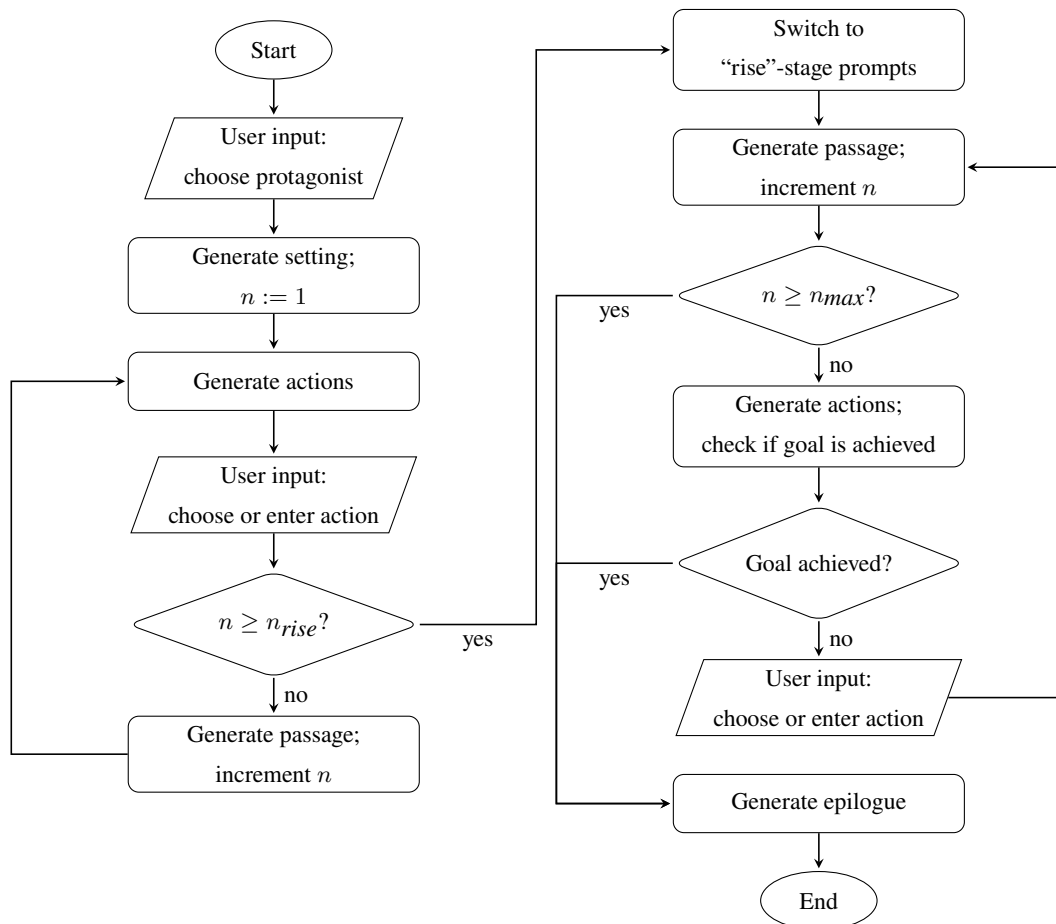 Start
User input:
choose protagonist
Generate setting;
n := 1
Generate actions
User input:
choose or enter action
n ≥ nrise?
yes
no
Generate passage;
increment n
Switch to
“rise”-stage prompts
Generate passage;
increment n
n ≥ nmax?
yes
no
Generate actions;
check if goal is achieved
Goal achieved?
yes
no
User input:
choose or enter action
Generate epilogue
End